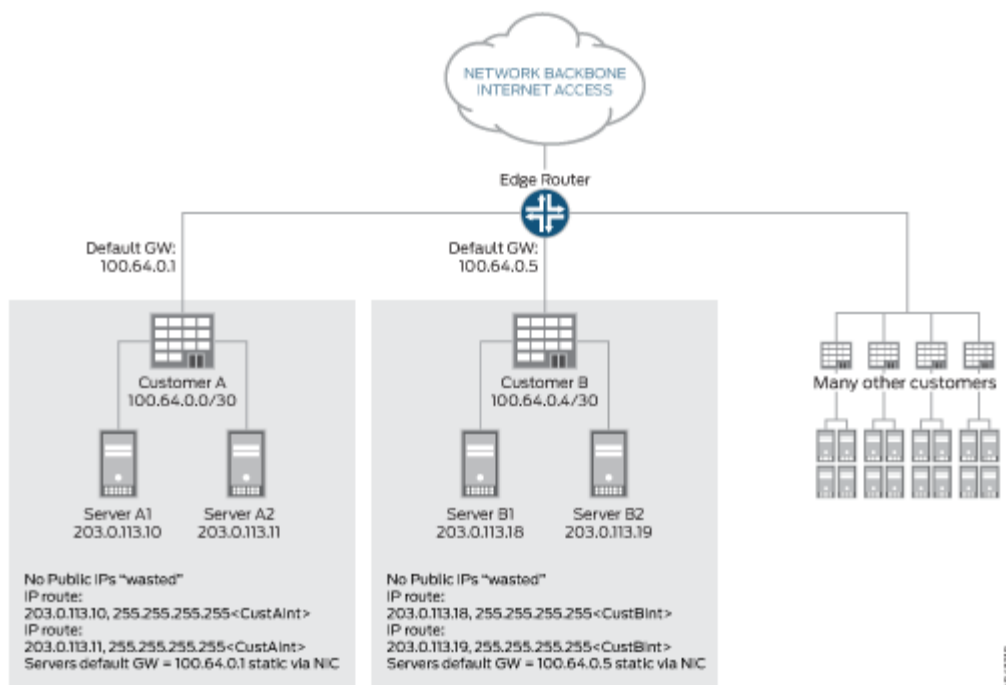 NETWORK BACKBONE
INTERNET ACCESS
Edge Router
Default GW:
100.64.0.1
Default GW:
100.64.0.5
Customer A
100.64.0.0/30
Server A1
203.0.113.10
Server A2
203.0.113.11
No Public IPs “wasted”
IP route:
203.0.113.10, 255.255.255.255<CustAInt>
IP route:
203.0.113.11, 255.255.255.255<CustAInt>
Servers default GW = 100.64.0.1 static via NIC
Customer B
100.64.0.4/30
Server B1
203.0.113.18
Server B2
203.0.113.19
No Public IPs “wasted”
IP route:
203.0.113.18, 255.255.255.255<CustBInt>
IP route:
203.0.113.19, 255.255.255.255<CustBInt>
Servers default GW = 100.64.0.5 static via NIC
Many other customers